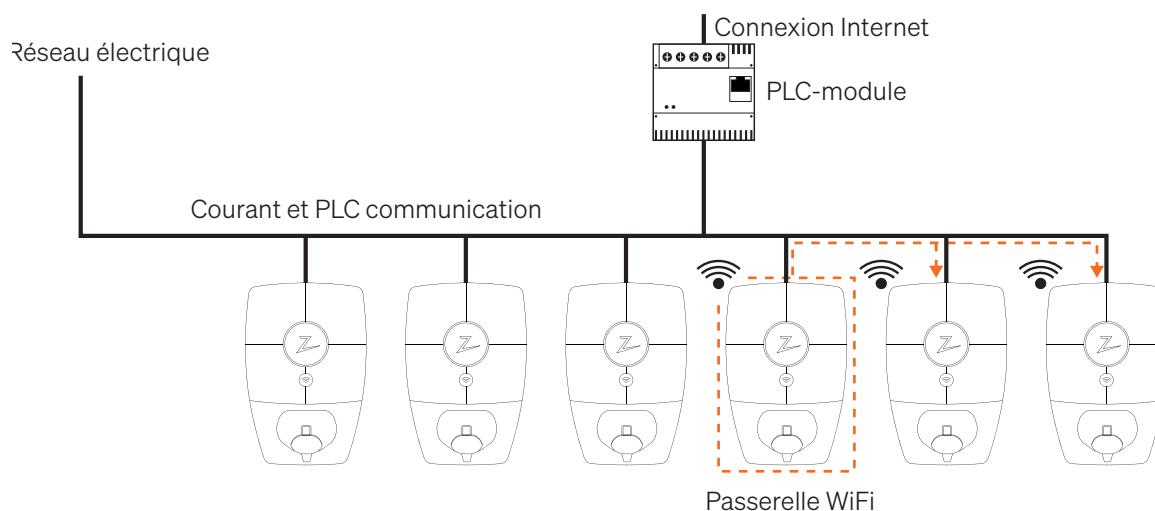 Connexion Internet
Réseau électrique
PLC-module
Courant et PLC communication
Passerelle WiFi